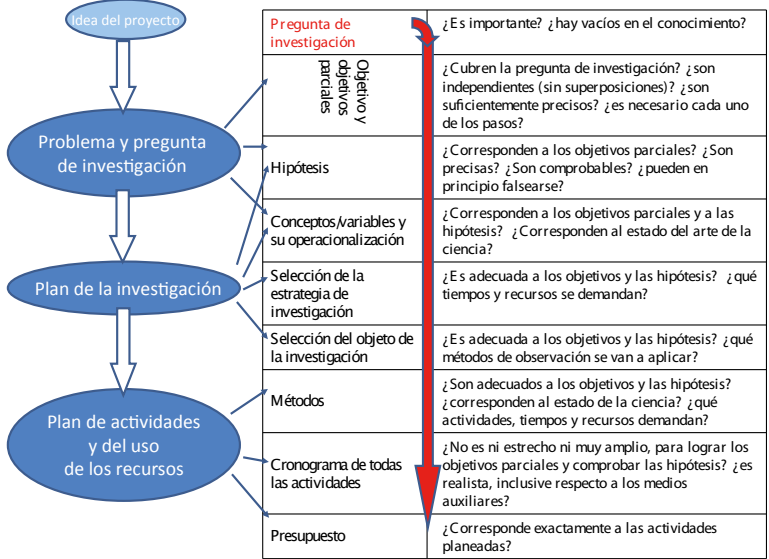 Idea del proyecto
Problema y pregunta
de investigación
Plan de la investigación
Plan de actividades
y del uso
de los recursos
Pregunta de
investigación
¿Es importante? ¿hay vacíos en el conocimiento?
Objetivo y
objetivos
parciales
¿Cubren la pregunta de investigación? ¿son
independientes (sin superposiciones)? ¿son
suficientemente precisos? ¿es necesario cada uno
de los pasos?
Hipótesis
¿Corresponden a los objetivos parciales? ¿Son
precisas? ¿Son comprobables? ¿pueden en
principio falsearse?
Conceptos/variables y
su operacionalización
¿Corresponden a los objetivos parciales y a las
hipótesis? ¿Corresponden al estado del arte de la
ciencia?
Selección de la
estrategia de
investigación
¿Es adecuada a los objetivos y las hipótesis? ¿qué
tiempos y recursos se demandan?
Selección del objeto de
la investigación
¿Es adecuada a los objetivos y las hipótesis? ¿qué
métodos de observación se van a aplicar?
Métodos
¿Son adecuados a los objetivos y las hipótesis?
¿corresponden al estado de la ciencia? ¿qué
actividades, tiempos y recursos demandan?
Cronograma de todas
las actividades
¿No es ni estrecho ni muy amplio, para lograr los
objetivos parciales y comprobar las hipótesis? ¿es
realista, inclusive respecto a los medios
auxiliares?
Presupuesto
¿Corresponde exactamente a las actividades
planeadas?